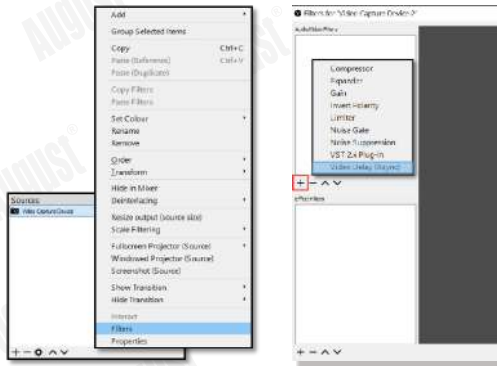 Add
Group Selected Items
Copy Ctrl+C
Paste (Reference) Ctrl+V
Paste (Duplicate)
Copy Filters
Paste Filters
Set Colour
Rename
Remove
Order
Transform
Hide in Mixer
Deinterlacing
Resize output (source size)
Scale Filtering
Fullscreen Projector (Source)
Windowed Projector (Source)
Screenshot (Source)
Show Transition
Hide Transition
Interact
Filters
Properties
Sources
Video Capture Device
Filters for 'Video Capture Device 2'
Audio/Video Filters
Compressor
Expander
Gain
Invert Polarity
Limiter
Noise Gate
Noise Suppression
VST 2.x Plug-in
Video Delay (Async)
Effect Filters
AUGUST